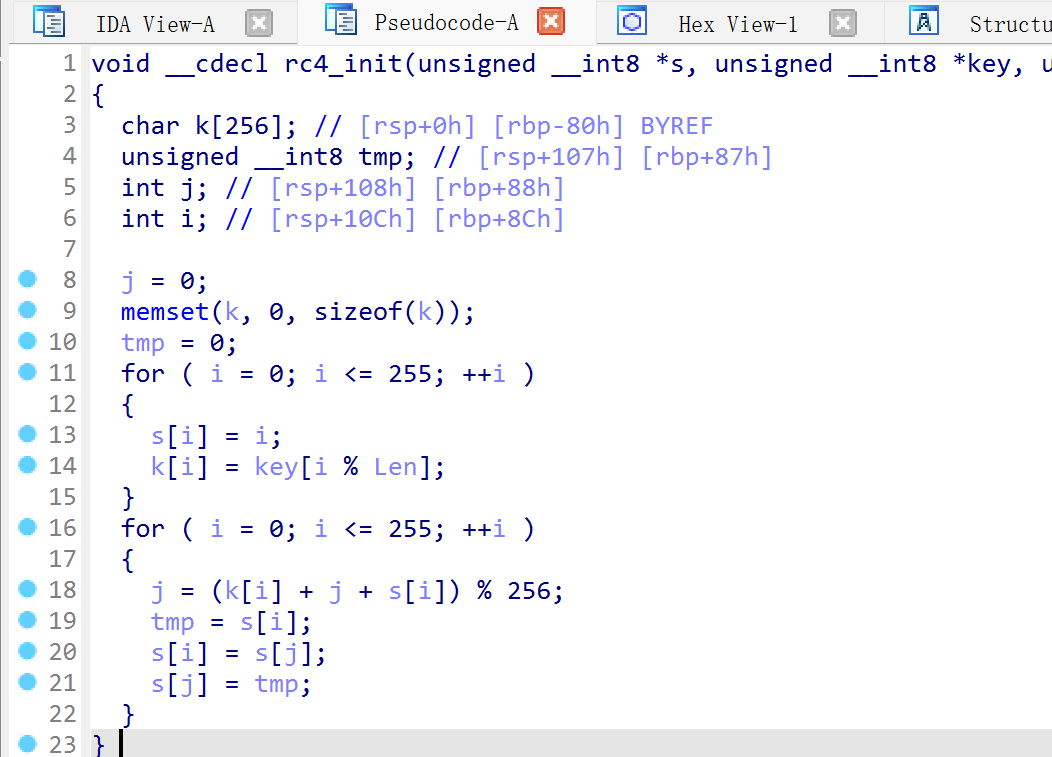 IDA View-A Pseudocode-A Hex View-1 Structu
1 void __cdecl rc4_init(unsigned __int8 *s, unsigned __int8 *key, u
2 {
3   char k[256]; // [rsp+0h] [rbp-80h] BYREF
4   unsigned __int8 tmp; // [rsp+107h] [rbp+87h]
5   int j; // [rsp+108h] [rbp+88h]
6   int i; // [rsp+10Ch] [rbp+8Ch]
7
8   j = 0;
9   memset(k, 0, sizeof(k));
10   tmp = 0;
11   for ( i = 0; i <= 255; ++i )
12   {
13     s[i] = i;
14     k[i] = key[i % Len];
15   }
16   for ( i = 0; i <= 255; ++i )
17   {
18     j = (k[i] + j + s[i]) % 256;
19     tmp = s[i];
20     s[i] = s[j];
21     s[j] = tmp;
22   }
23 }